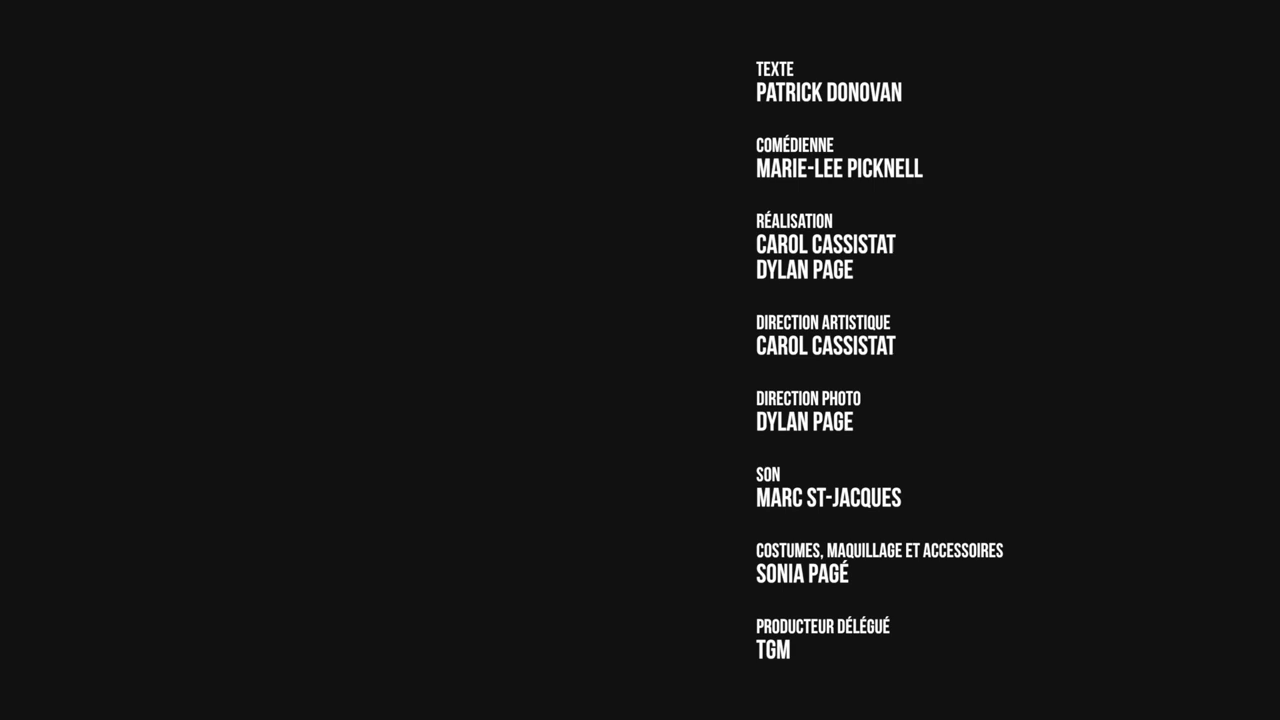 TEXTE
PATRICK DONOVAN
COMÉDIENNE
MARIE-LEE PICKNELL
RÉALISATION
CAROL CASSISTAT
DYLAN PAGE
DIRECTION ARTISTIQUE
CAROL CASSISTAT
DIRECTION PHOTO
DYLAN PAGE
SON
MARC ST-JACQUES
COSTUMES, MAQUILLAGE ET ACCESSOIRES
SONIA PAGÉ
PRODUCTEUR DÉLÉGUÉ
TGM